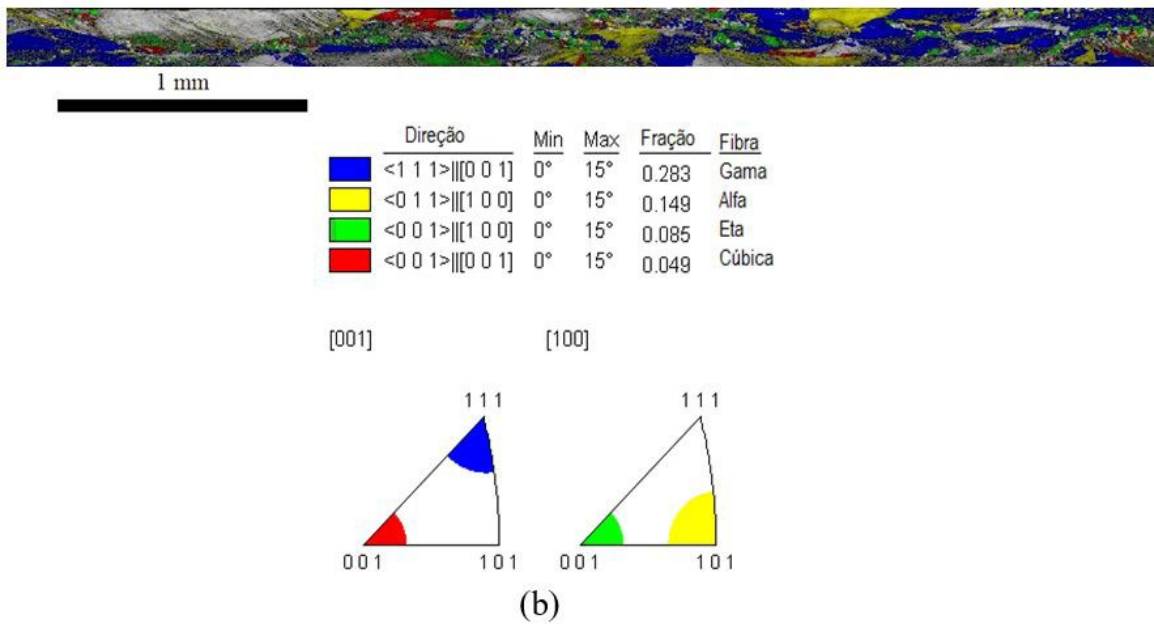 1 mm
Direção Min Max Fração Fibra
<1 1 1>||[0 0 1] 0° 15° 0.283 Gama
<0 1 1>||[1 0 0] 0° 15° 0.149 Alfa
<0 0 1>||[1 0 0] 0° 15° 0.085 Eta
<0 0 1>||[0 0 1] 0° 15° 0.049 Cúbica
[001] [100]
1 1 1 1 1 1
0 0 1 1 0 1 0 0 1 1 0 1
(b)